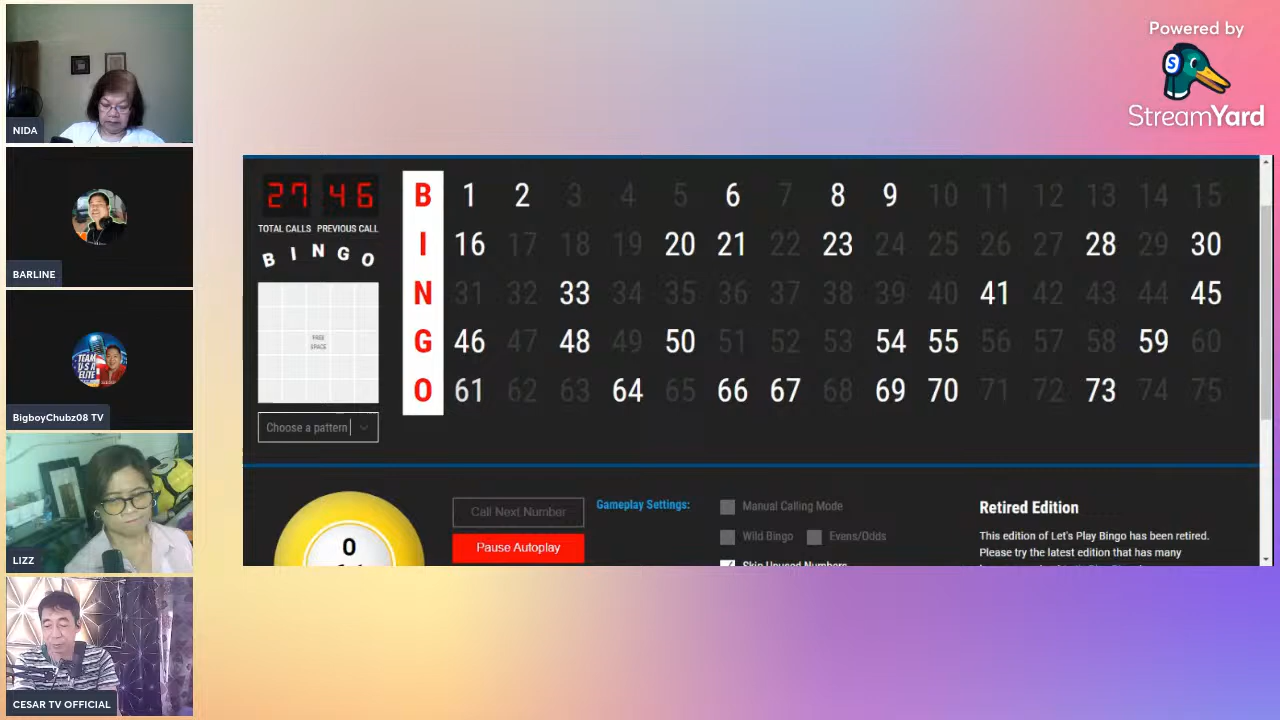 Powered by
StreamYard
NIDA
BARLINE
TEAM
U-S-A
ELITE
BigboyChubz08 TV
LIZZ
CESAR TV OFFICIAL
27 46
TOTAL CALLS PREVIOUS CALL
B I N G O
FREE
SPACE
Choose a pattern
B 1 2 3 4 5 6 7 8 9 10 11 12 13 14 15
I 16 17 18 19 20 21 22 23 24 25 26 27 28 29 30
N 31 32 33 34 35 36 37 38 39 40 41 42 43 44 45
G 46 47 48 49 50 51 52 53 54 55 56 57 58 59 60
O 61 62 63 64 65 66 67 68 69 70 71 72 73 74 75
O
Call Next Number
Pause Autoplay
Gameplay Settings:
Manual Calling Mode
Wild Bingo Evens/Odds
Skip Unused Numbers
Retired Edition
This edition of Let's Play Bingo has been retired.
Please try the latest edition that has many